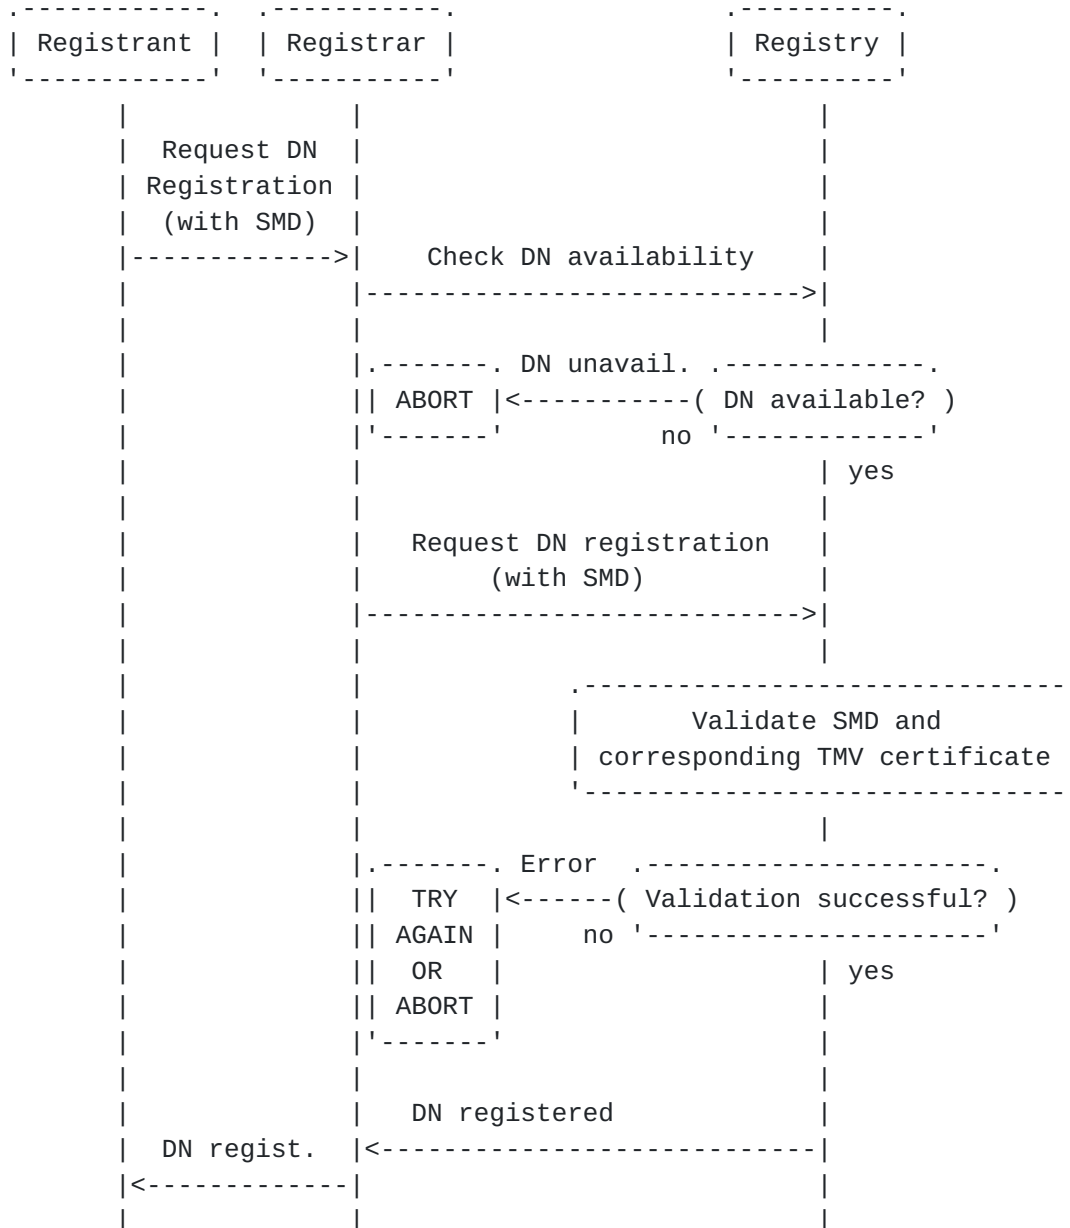 Registrant Registrar Registry
Request DN
Registration
(with SMD)
Check DN availability
DN unavail.
ABORT DN available?
no
yes
Request DN registration
(with SMD)
Validate SMD and
corresponding TMV certificate
Error
TRY Validation successful?
AGAIN no
OR yes
ABORT
DN registered
DN regist.